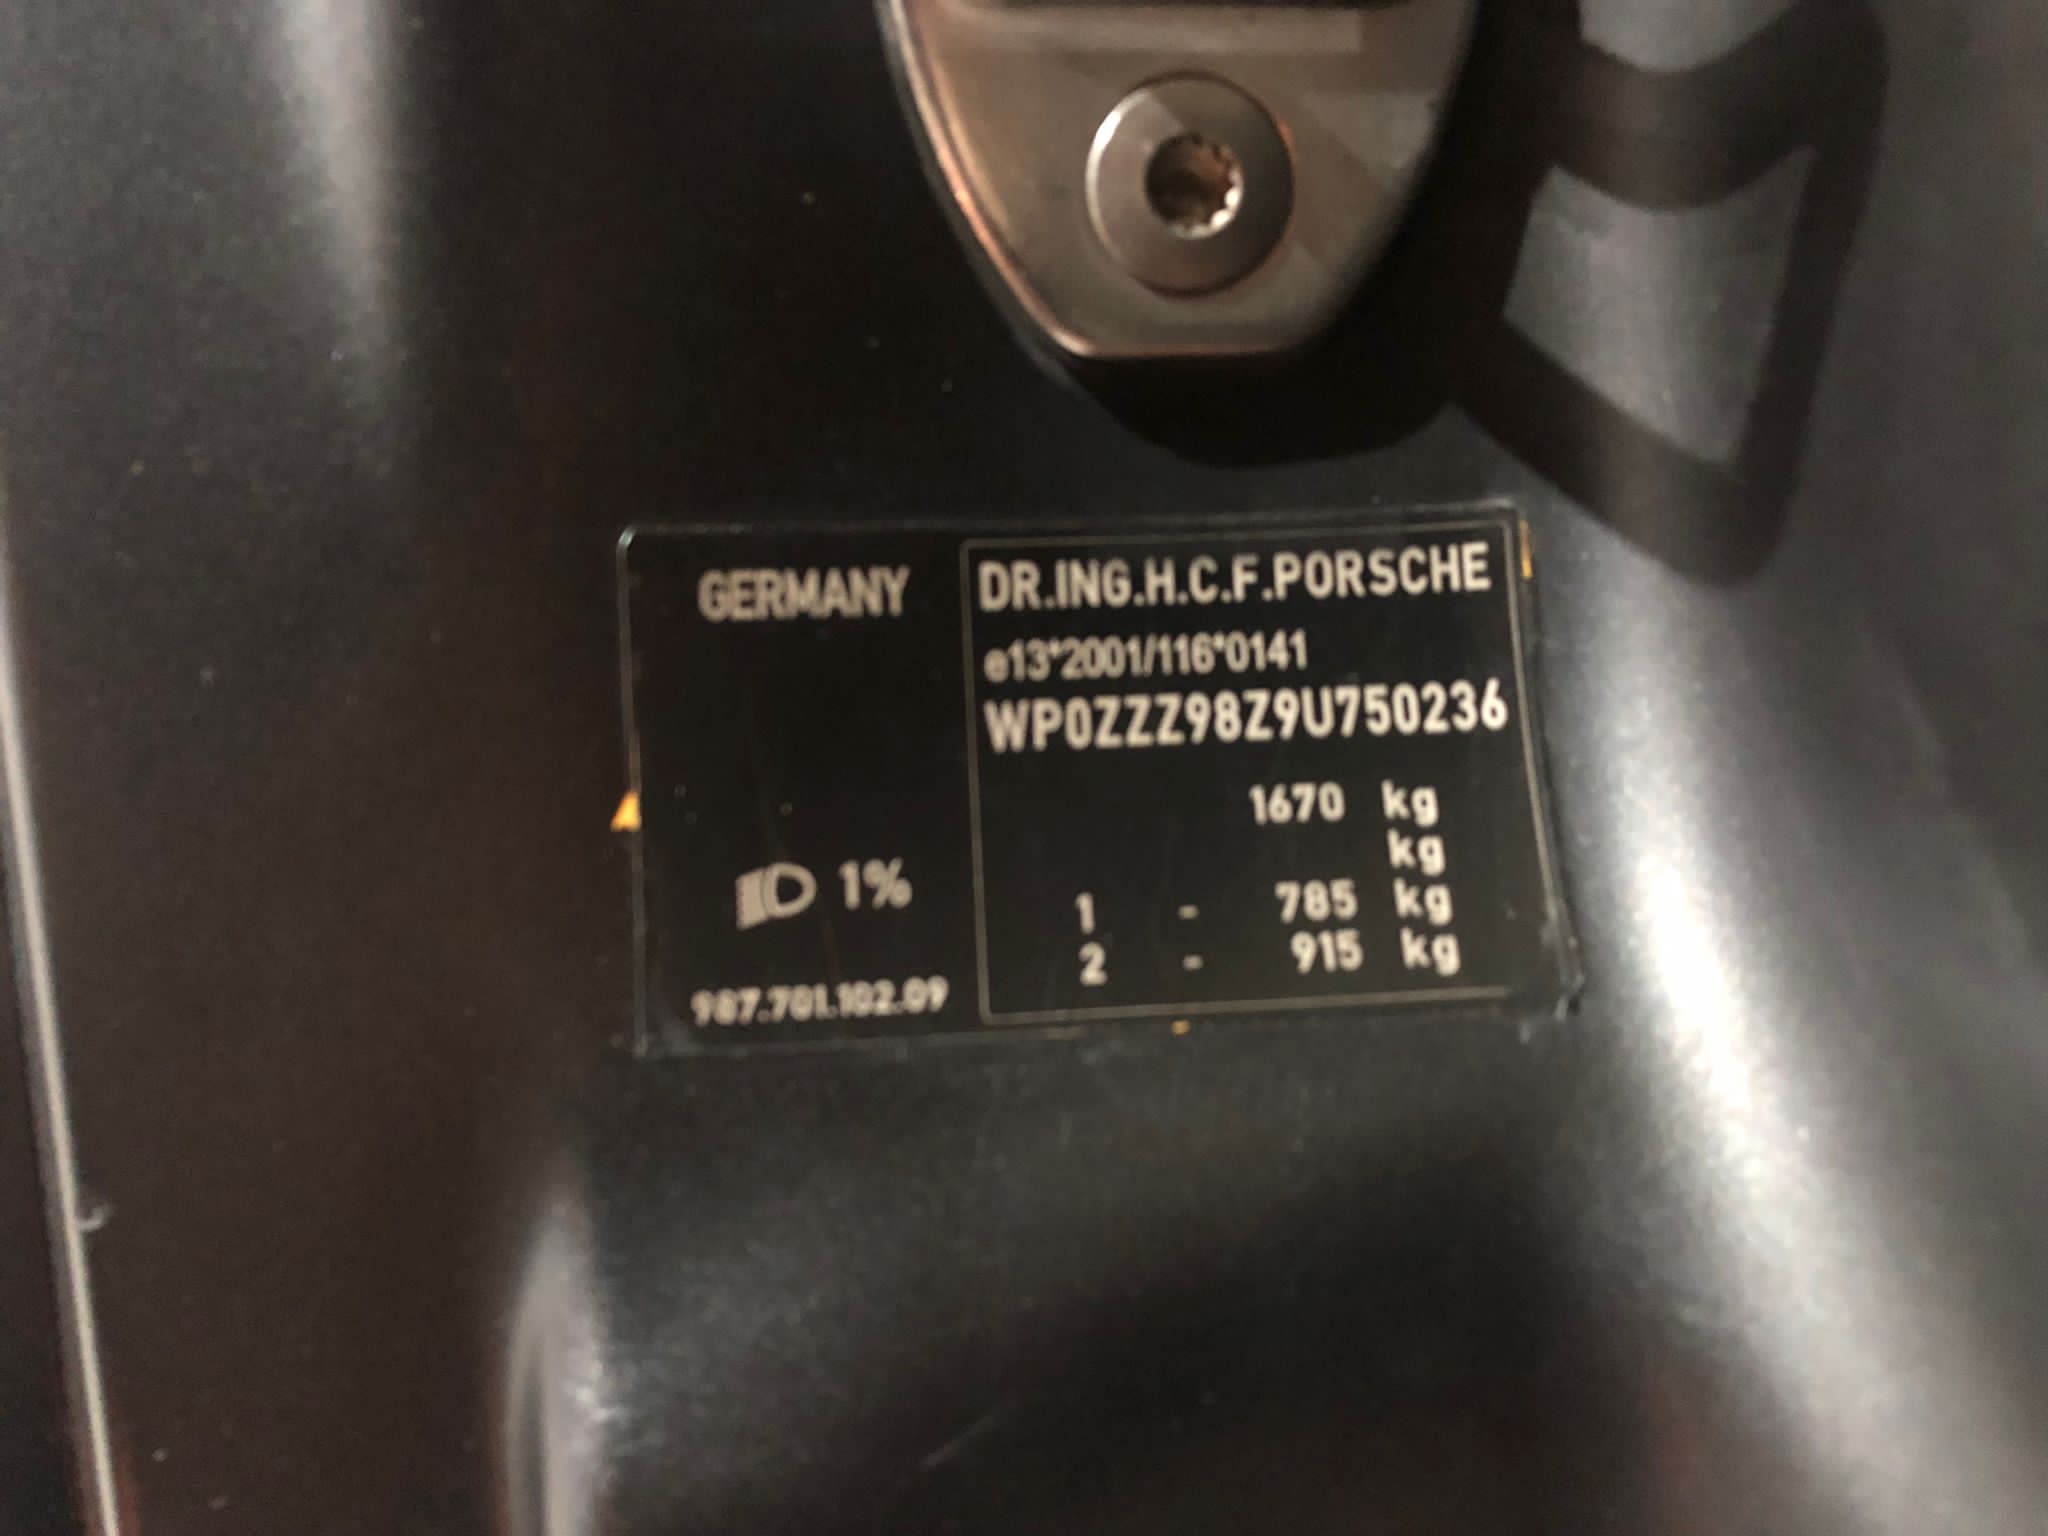 GERMANY
DR.ING.H.C.F.PORSCHE
e13*2001/116*0141
WP0ZZZ98Z9U750236
1670 kg
kg
1 - 785 kg
2 - 915 kg
1%
987.701.102.09